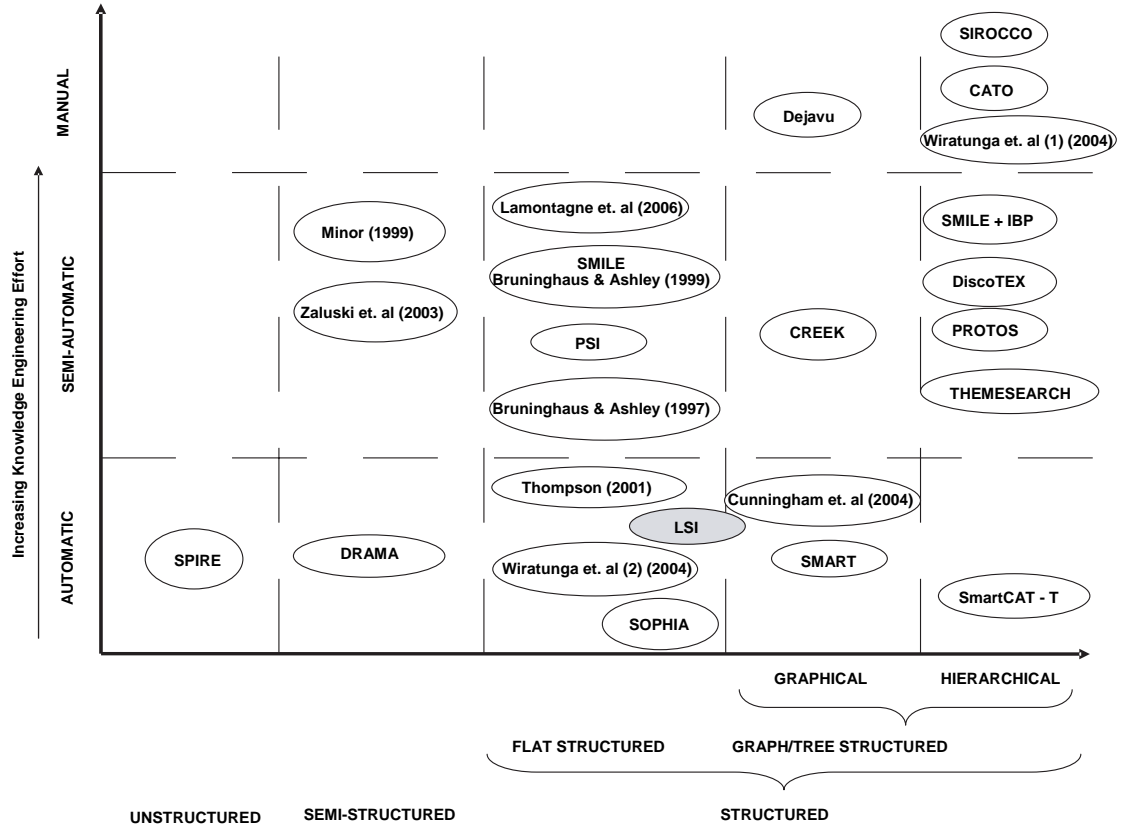 SIROCCO
MANUAL
CATO
Dejavu
Wiratunga et. al (1) (2004)
Increasing Knowledge Engineering Effort
SEMI-AUTOMATIC
Lamontagne et. al (2006)
Minor (1999)
SMILE + IBP
SMILE
Bruninghaus & Ashley (1999)
DiscoTEX
Zaluski et. al (2003)
PSI
CREEK
PROTOS
THEMESEARCH
Bruninghaus & Ashley (1997)
AUTOMATIC
Thompson (2001)
Cunningham et. al (2004)
LSI
SPIRE
DRAMA
Wiratunga et. al (2) (2004)
SMART
SmartCAT - T
SOPHIA
GRAPHICAL
HIERARCHICAL
FLAT STRUCTURED
GRAPH/TREE STRUCTURED
UNSTRUCTURED
SEMI-STRUCTURED
STRUCTURED